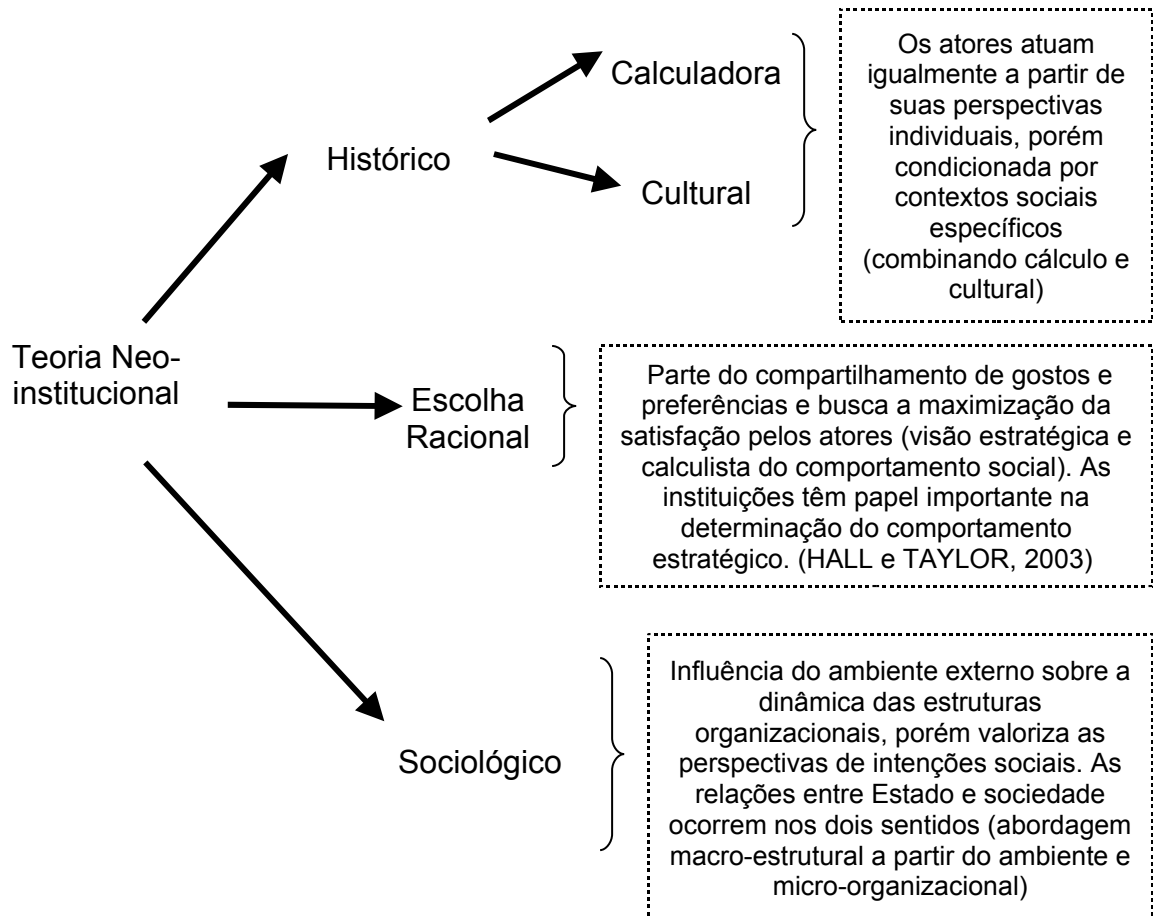 Calculadora
Os atores atuam
igualmente a partir de
suas perspectivas
individuais, porém
condicionada por
contextos sociais
específicos
(combinando cálculo e
cultural)
Histórico
Cultural
Teoria Neo-
institucional
Escolha
Racional
Parte do compartilhamento de gostos e
preferências e busca a maximização da
satisfação pelos atores (visão estratégica e
calculista do comportamento social). As
instituições têm papel importante na
determinação do comportamento
estratégico. (HALL e TAYLOR, 2003)
Sociológico
Influência do ambiente externo sobre a
dinâmica das estruturas
organizacionais, porém valoriza as
perspectivas de intenções sociais. As
relações entre Estado e sociedade
ocorrem nos dois sentidos (abordagem
macro-estrutural a partir do ambiente e
micro-organizacional)